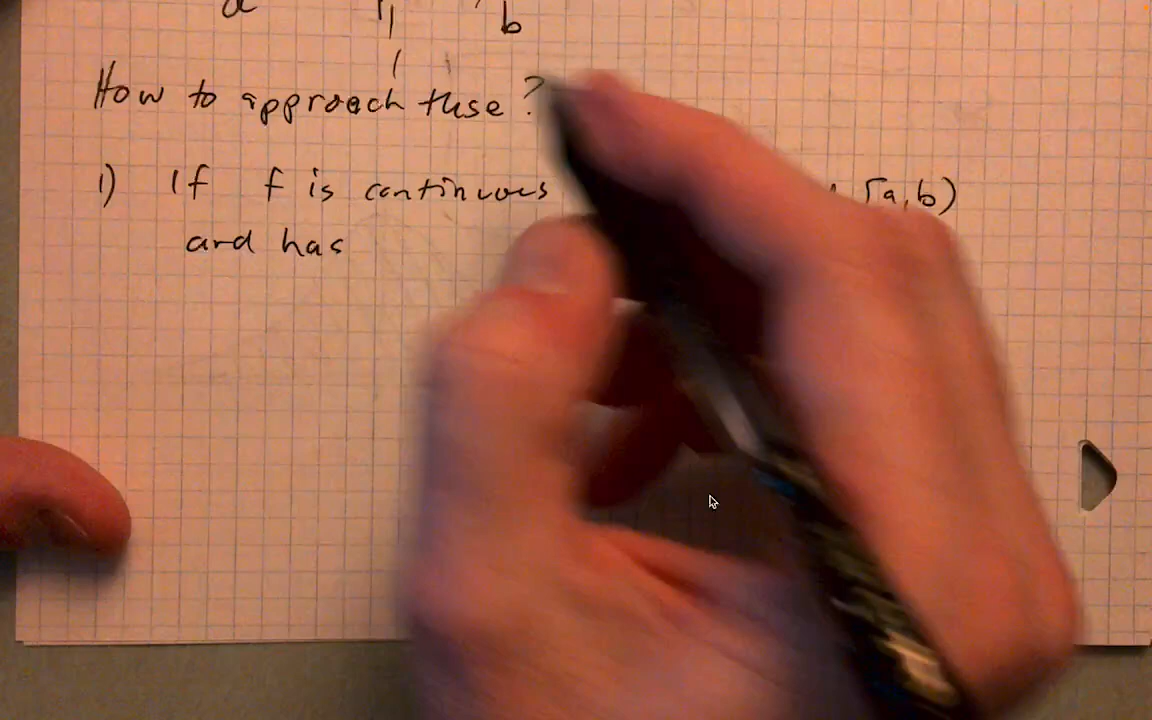 a b
How to approach these?
1) If f is continuous [a,b)
and has